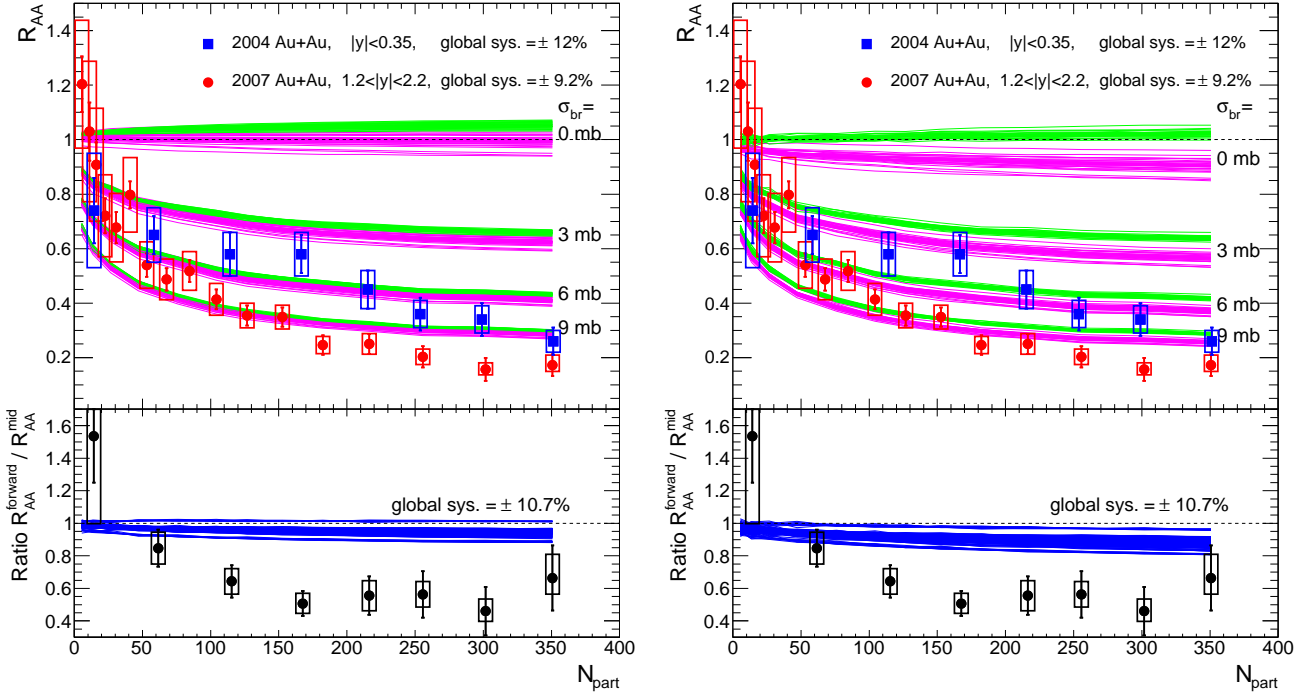 R_AA
1.4
1.2
1
0.8
0.6
0.4
0.2
2004 Au+Au, |y|<0.35, global sys. = ± 12%
2007 Au+Au, 1.2<|y|<2.2, global sys. = ± 9.2%
σ_br =
0 mb
3 mb
6 mb
9 mb
Ratio R_AA^forward / R_AA^mid
1.6
1.4
1.2
1
0.8
0.6
0.4
global sys. = ± 10.7%
0 50 100 150 200 250 300 350 400
N_part
R_AA
1.4
1.2
1
0.8
0.6
0.4
0.2
2004 Au+Au, |y|<0.35, global sys. = ± 12%
2007 Au+Au, 1.2<|y|<2.2, global sys. = ± 9.2%
σ_br =
0 mb
3 mb
6 mb
9 mb
Ratio R_AA^forward / R_AA^mid
1.6
1.4
1.2
1
0.8
0.6
0.4
global sys. = ± 10.7%
0 50 100 150 200 250 300 350 400
N_part